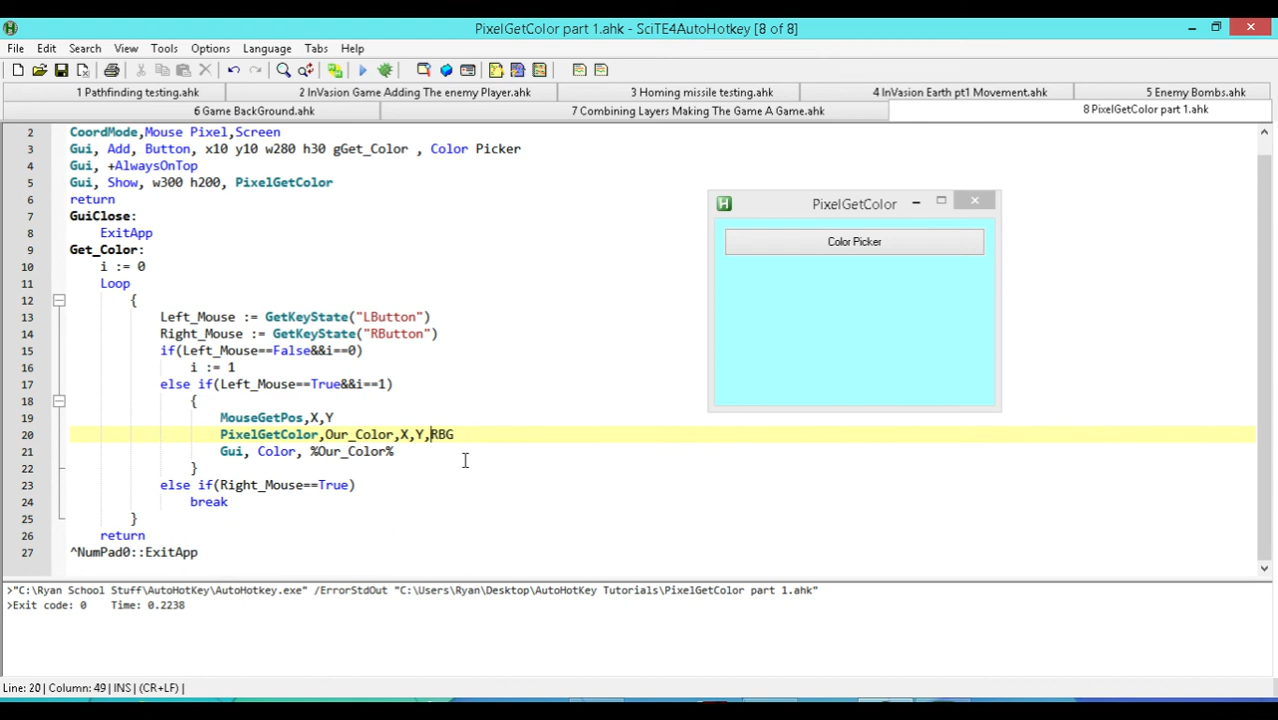 PixelGetColor part 1.ahk - SciTE4AutoHotkey [8 of 8]
File Edit Search View Tools Options Language Tabs Help
1 Pathfinding testing.ahk 2 InVasion Game Adding The enemy Player.ahk 3 Homing missile testing.ahk 4 InVasion Earth pt1 Movement.ahk 5 Enemy Bombs.ahk
6 Game BackGround.ahk 7 Combining Layers Making The Game A Game.ahk 8 PixelGetColor part 1.ahk
2 CoordMode,Mouse Pixel,Screen
3 Gui, Add, Button, x10 y10 w280 h30 gGet_Color , Color Picker
4 Gui, +AlwaysOnTop
5 Gui, Show, w300 h200, PixelGetColor
6 return
7 GuiClose:
8 ExitApp
9 Get_Color:
10 i := 0
11 Loop
12 {
13 Left_Mouse := GetKeyState("LButton")
14 Right_Mouse := GetKeyState("RButton")
15 if(Left_Mouse==False&&i==0)
16 i := 1
17 else if(Left_Mouse==True&&i==1)
18 {
19 MouseGetPos,X,Y
20 PixelGetColor,Our_Color,X,Y,RBG
21 Gui, Color, %Our_Color%
22 }
23 else if(Right_Mouse==True)
24 break
25 }
26 return
27 ^NumPad0::ExitApp
PixelGetColor
Color Picker
>"C:\Ryan School Stuff\AutoHotKey\AutoHotkey.exe" /ErrorStdOut "C:\Users\Ryan\Desktop\AutoHotKey Tutorials\PixelGetColor part 1.ahk"
>Exit code: 0 Time: 0.2238
Line: 20 | Column: 49 | INS | (CR+LF) |